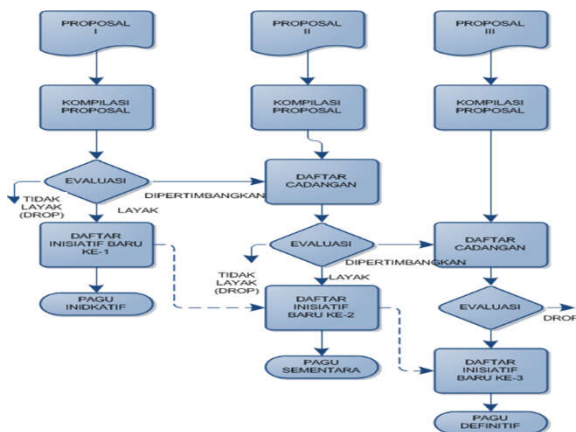 PROPOSAL
I
PROPOSAL
II
PROPOSAL
III
KOMPILASI
PROPOSAL
KOMPILASI
PROPOSAL
KOMPILASI
PROPOSAL
EVALUASI
TIDAK
LAYAK
(DROP)
LAYAK
DIPERTIMBANGKAN
DAFTAR
CADANGAN
DAFTAR
INISIATIF BARU
KE-1
PAGU
INIDKATIF
EVALUASI
TIDAK
LAYAK
(DROP)
LAYAK
DIPERTIMBANGKAN
DAFTAR
CADANGAN
DAFTAR
INISIATIF
BARU KE-2
PAGU
SEMENTARA
EVALUASI
DROP
DAFTAR
INISIATIF
BARU KE-3
PAGU
DEFINITIF